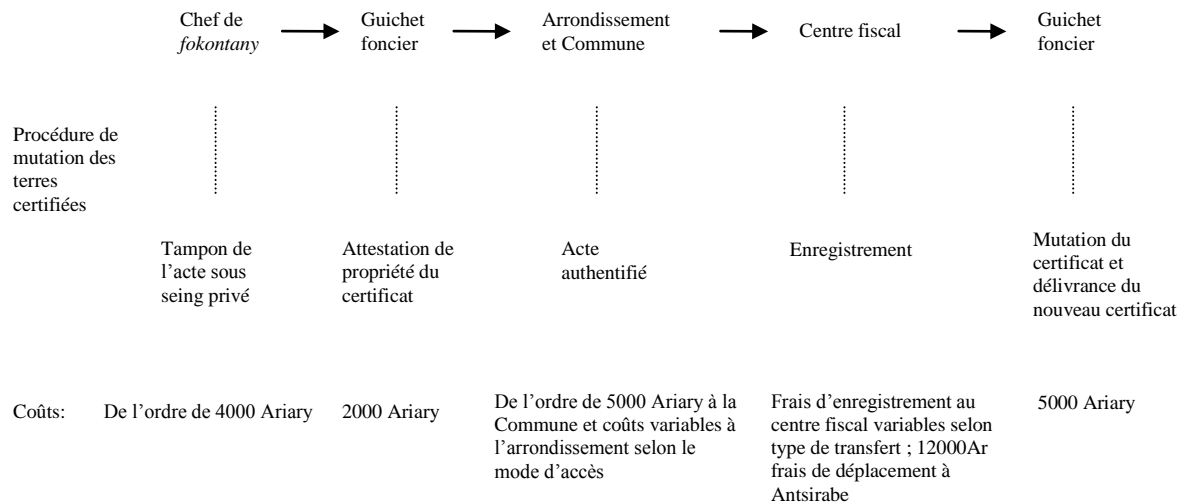 Chef de
fokontany
Guichet
foncier
Arrondissement
et Commune
Centre fiscal
Guichet
foncier
Procédure de
mutation des
terres
certifiées
Tampon de
l’acte sous
seing privé
Attestation de
propriété du
certificat
Acte
authentifié
Enregistrement
Mutation du
certificat et
délivrance du
nouveau certificat
Coûts:
De l’ordre de 4000 Ariary
2000 Ariary
De l’ordre de 5000 Ariary à la
Commune et coûts variables à
l’arrondissement selon le
mode d’accès
Frais d’enregistrement au
centre fiscal variables selon
type de transfert ; 12000Ar
frais de déplacement à
Antsirabe
5000 Ariary